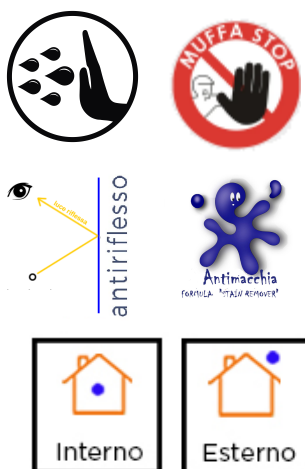 MUFFA STOP
luce riflessa
antiriflesso
Antimacchia
FORMULA "STAIN REMOVER"
Interno
Esterno